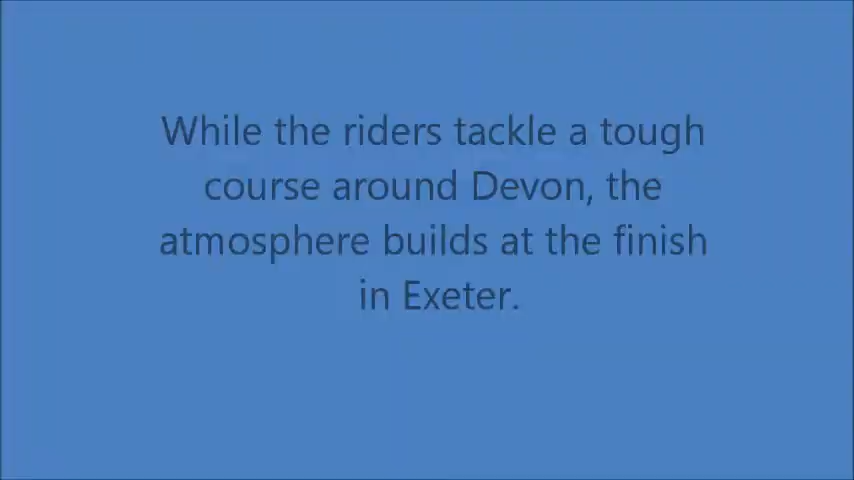 While the riders tackle a tough
course around Devon, the
atmosphere builds at the finish
in Exeter.